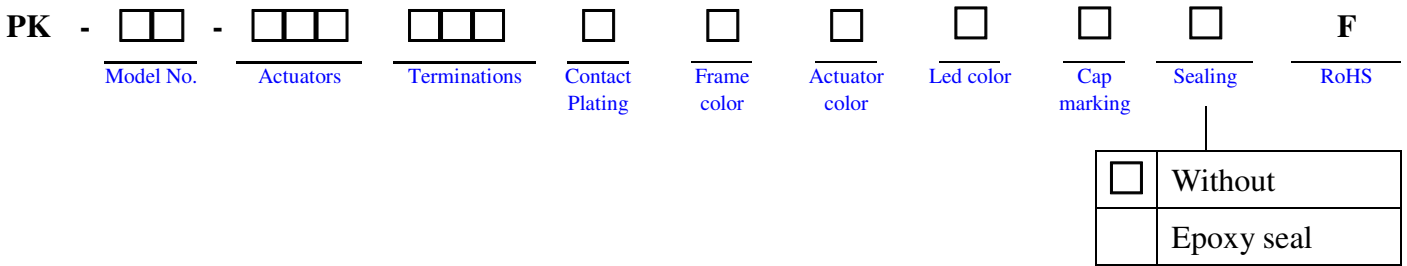 PK - □□ - □□□ □□□ □ □ □ □ □ □ F
Model No. Actuators Terminations Contact Plating Frame color Actuator color Led color Cap marking Sealing RoHS
□ Without
Epoxy seal